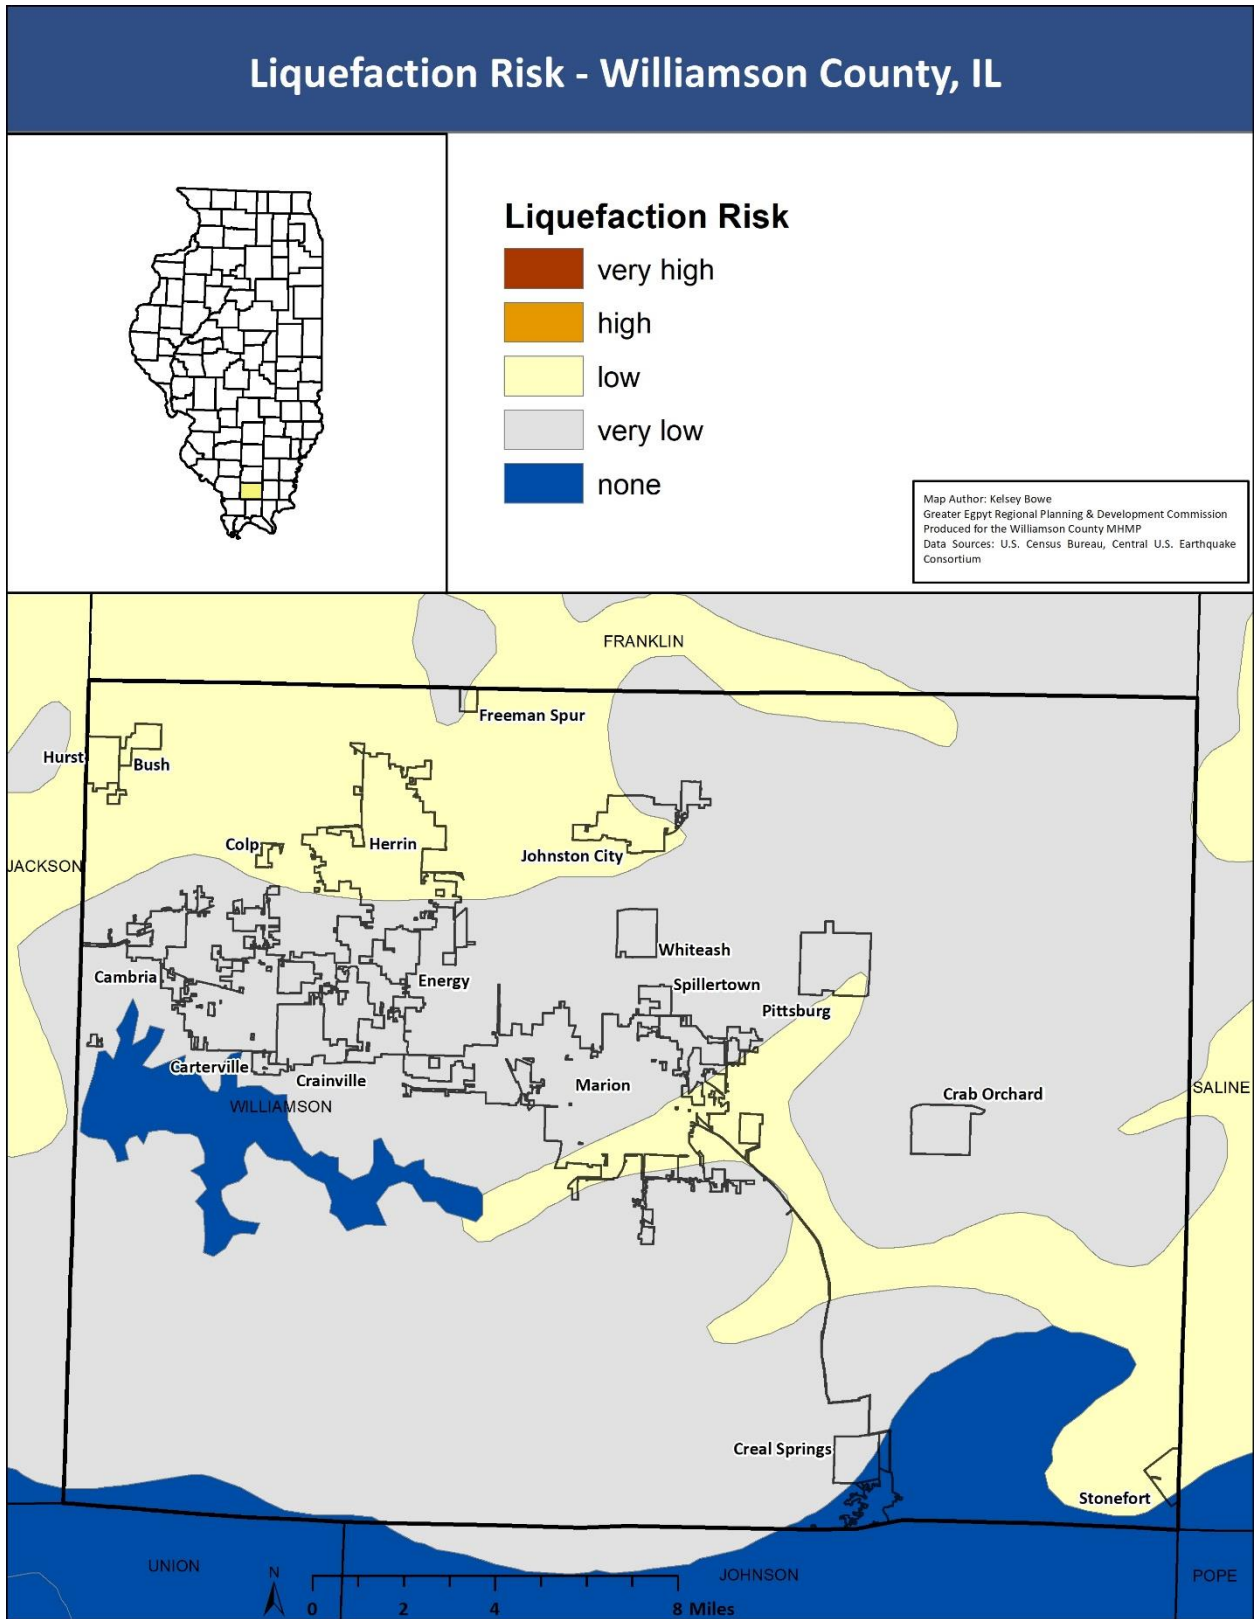 Liquefaction Risk - Williamson County, IL
Liquefaction Risk
very high
high
low
very low
none
Map Author: Kelsey Bowe
Greater Egpyt Regional Planning & Development Commission
Produced for the Williamson County MHMP
Data Sources: U.S. Census Bureau, Central U.S. Earthquake
Consortium
FRANKLIN
Freeman Spur
Hurst
Bush
Colp
Herrin
Johnston City
JACKSON
Whiteash
Cambria
Energy
Spillertown
Pittsburg
Carterville
Crainville
Marion
Crab Orchard
SALINE
WILLIAMSON
Creal Springs
Stonefort
UNION
N
JOHNSON
POPE
0 2 4 8 Miles